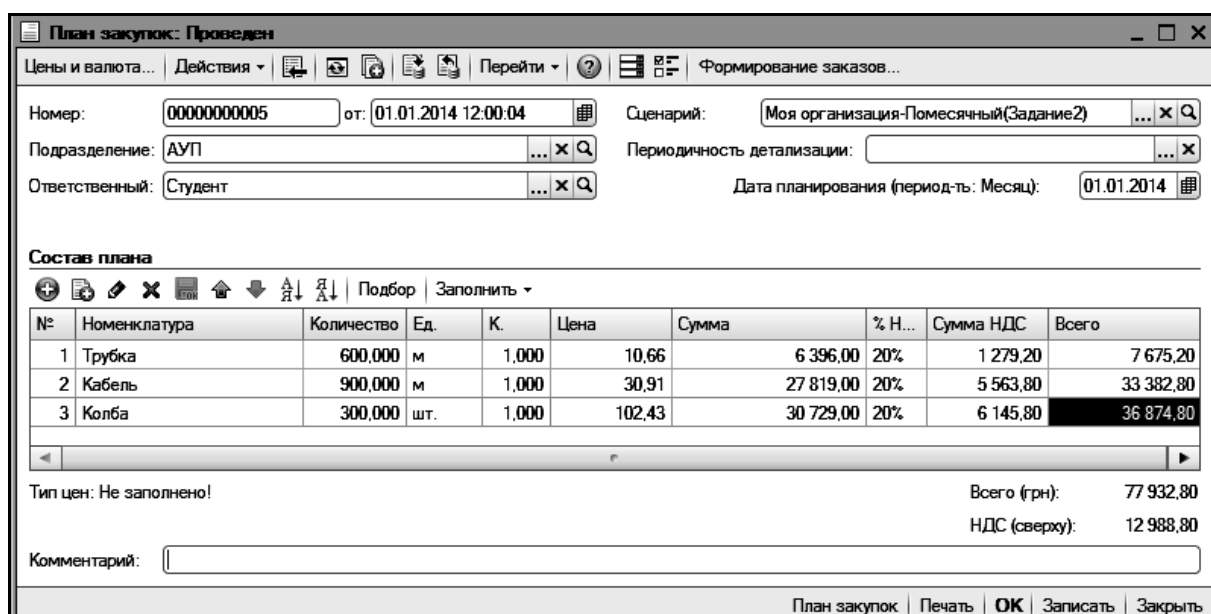 План закупок: Проведен
Цены и валюта... Действия Перейти Формирование заказов...
Номер: 00000000005 от: 01.01.2014 12:00:04 Сценарий: Моя организация-Помесячный(Задание2)
Подразделение: АУП Периодичность детализации:
Ответственный: Студент Дата планирования (период-ть: Месяц): 01.01.2014
Состав плана
Подбор Заполнить
№ Номенклатура Количество Ед. К. Цена Сумма % Н... Сумма НДС Всего
1 Трубка 600,000 м 1,000 10,66 6 396,00 20% 1 279,20 7 675,20
2 Кабель 900,000 м 1,000 30,91 27 819,00 20% 5 563,80 33 382,80
3 Колба 300,000 шт. 1,000 102,43 30 729,00 20% 6 145,80 36 874,80
Тип цен: Не заполнено! Всего (грн): 77 932,80
НДС (сверху): 12 988,80
Комментарий:
План закупок Печать ОК Записать Закрыть